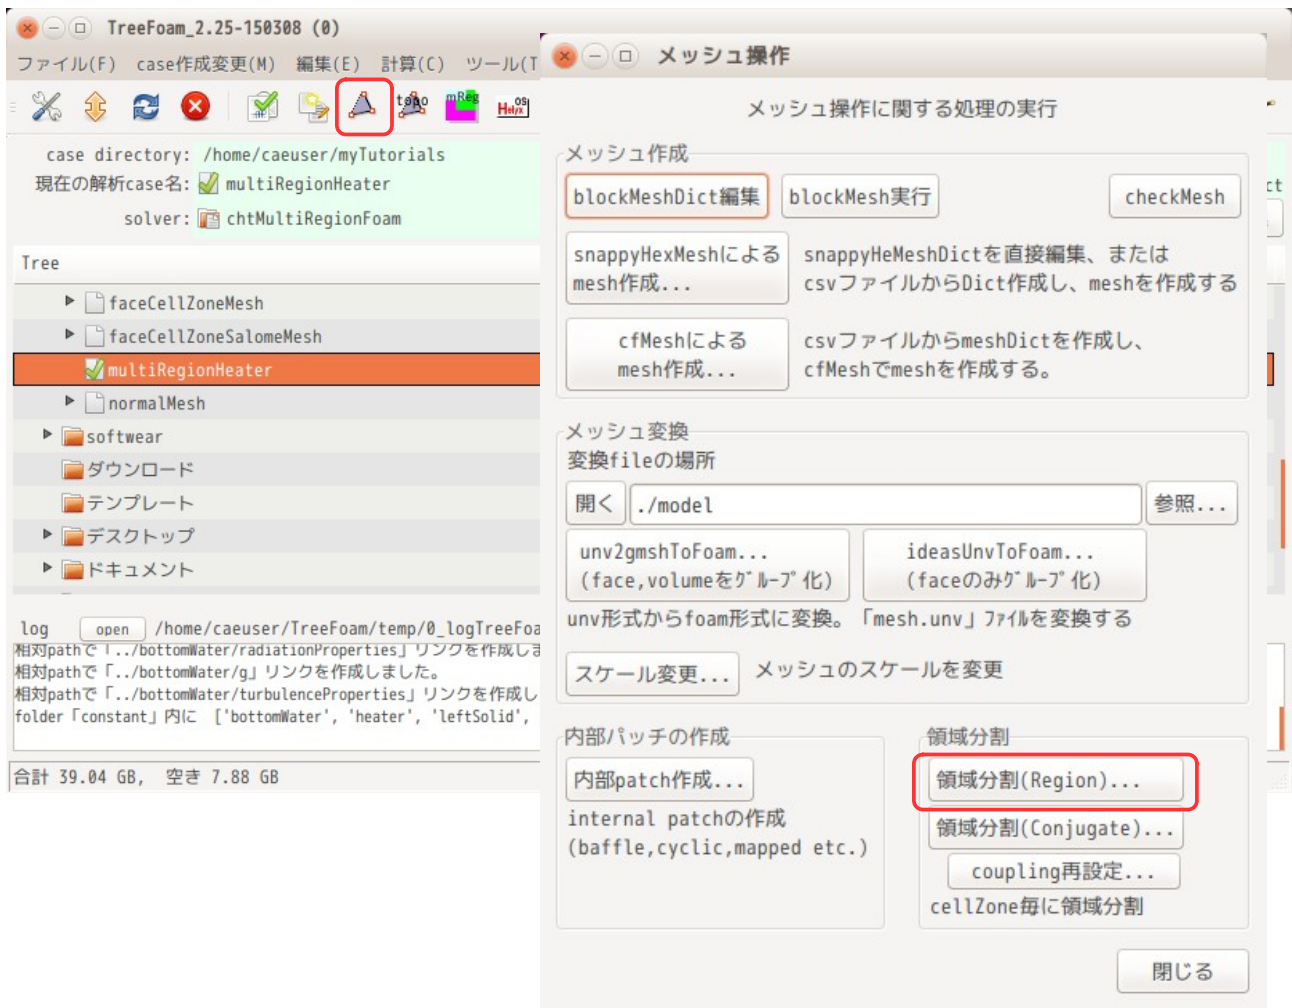 TreeFoam_2.25-150308 (0)
ファイル(F) case作成変更(M) 編集(E) 計算(C) ツール(T
topo
mReg
Helyx OS
case directory: /home/caeuser/myTutorials
現在の解析case名: multiRegionHeater
solver: chtMultiRegionFoam
Tree
faceCellZoneMesh
faceCellZoneSalomeMesh
multiRegionHeater
normalMesh
softwear
ダウンロード
テンプレート
デスクトップ
ドキュメント
log open /home/caeuser/TreeFoam/temp/0_logTreeFoa
相対pathで「../bottomWater/radiationProperties」リンクを作成しま
相対pathで「../bottomWater/g」リンクを作成しました。
相対pathで「../bottomWater/turbulenceProperties」リンクを作成し
folder「constant」内に ['bottomWater', 'heater', 'leftSolid',
合計 39.04 GB, 空き 7.88 GB
メッシュ操作
メッシュ操作に関する処理の実行
メッシュ作成
blockMeshDict編集 blockMesh実行 checkMesh
snappyHexMeshによる
mesh作成...
snappyHeMeshDictを直接編集、または
csvファイルからDict作成し、meshを作成する
cfMeshによる
mesh作成...
csvファイルからmeshDictを作成し、
cfMeshでmeshを作成する。
メッシュ変換
変換fileの場所
開く ./model 参照...
unv2gmshToFoam...
(face,volumeをｸﾞﾙｰﾌﾟ化)
ideasUnvToFoam...
(faceのみｸﾞﾙｰﾌﾟ化)
unv形式からfoam形式に変換。「mesh.unv」ﾌｧｲﾙを変換する
スケール変更... メッシュのスケールを変更
内部パッチの作成
内部patch作成...
internal patchの作成
(baffle,cyclic,mapped etc.)
領域分割
領域分割(Region)...
領域分割(Conjugate)...
coupling再設定...
cellZone毎に領域分割
閉じる
ct